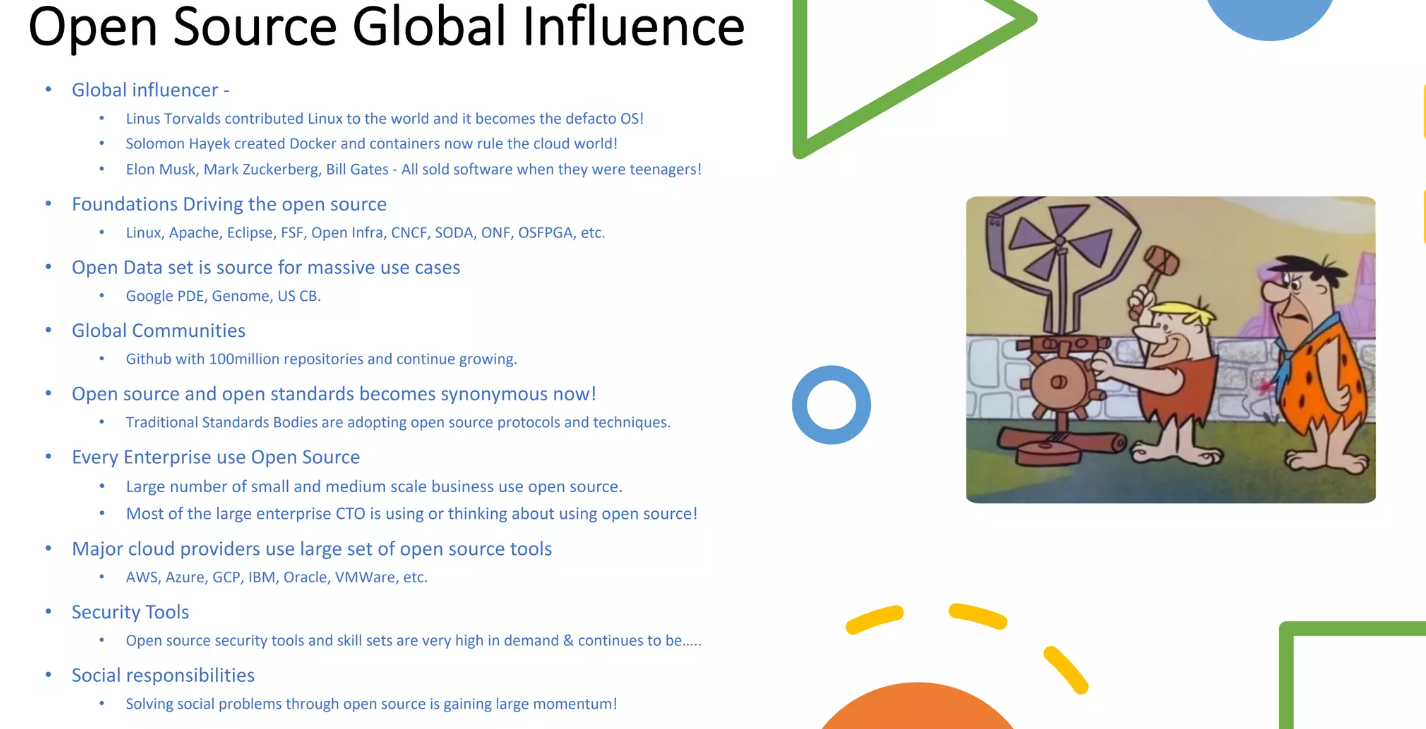 Open Source Global Influence
• Global influencer -
• Linus Torvalds contributed Linux to the world and it becomes the defacto OS!
• Solomon Hayek created Docker and containers now rule the cloud world!
• Elon Musk, Mark Zuckerberg, Bill Gates - All sold software when they were teenagers!
• Foundations Driving the open source
• Linux, Apache, Eclipse, FSF, Open Infra, CNCF, SODA, ONF, OSFPGA, etc.
• Open Data set is source for massive use cases
• Google PDE, Genome, US CB.
• Global Communities
• Github with 100million repositories and continue growing.
• Open source and open standards becomes synonymous now!
• Traditional Standards Bodies are adopting open source protocols and techniques.
• Every Enterprise use Open Source
• Large number of small and medium scale business use open source.
• Most of the large enterprise CTO is using or thinking about using open source!
• Major cloud providers use large set of open source tools
• AWS, Azure, GCP, IBM, Oracle, VMWare, etc.
• Security Tools
• Open source security tools and skill sets are very high in demand & continues to be.....
• Social responsibilities
• Solving social problems through open source is gaining large momentum!